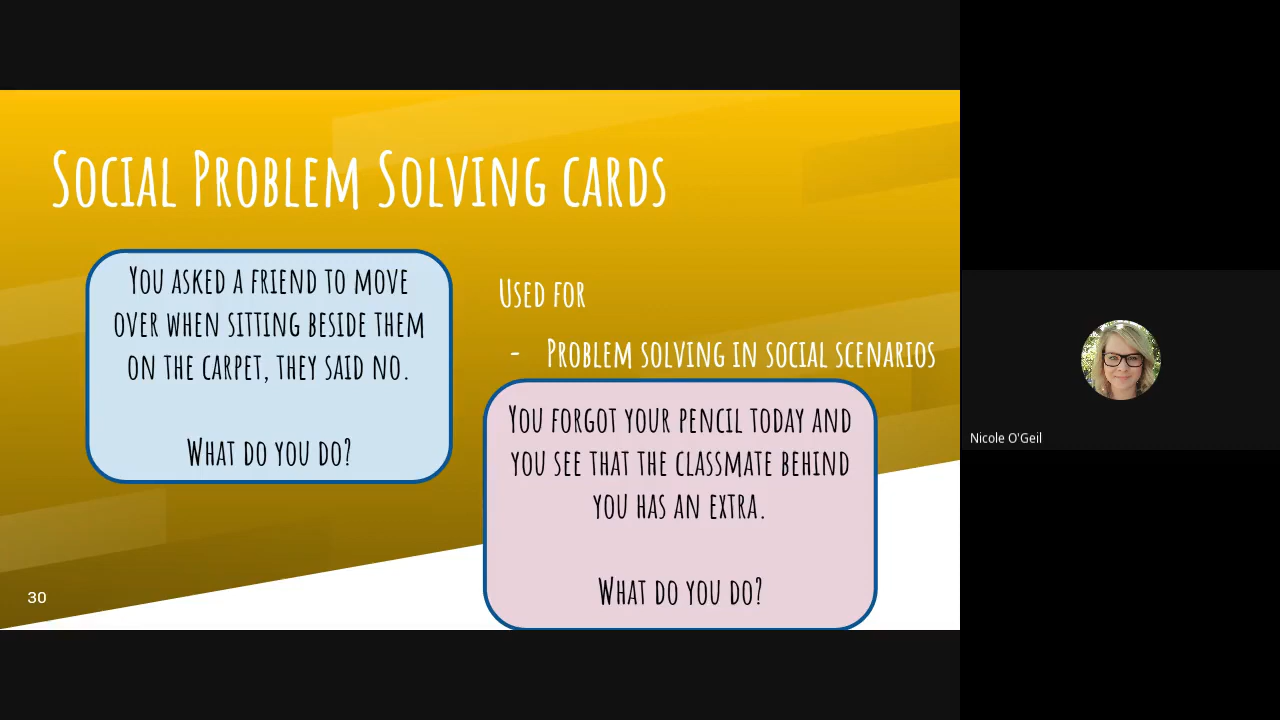 Social Problem Solving cards
You asked a friend to move
over when sitting beside them
on the carpet, they said no.
What do you do?
Used for
- Problem solving in social scenarios
You forgot your pencil today and
you see that the classmate behind
you has an extra.
What do you do?
30
Nicole O'Geil